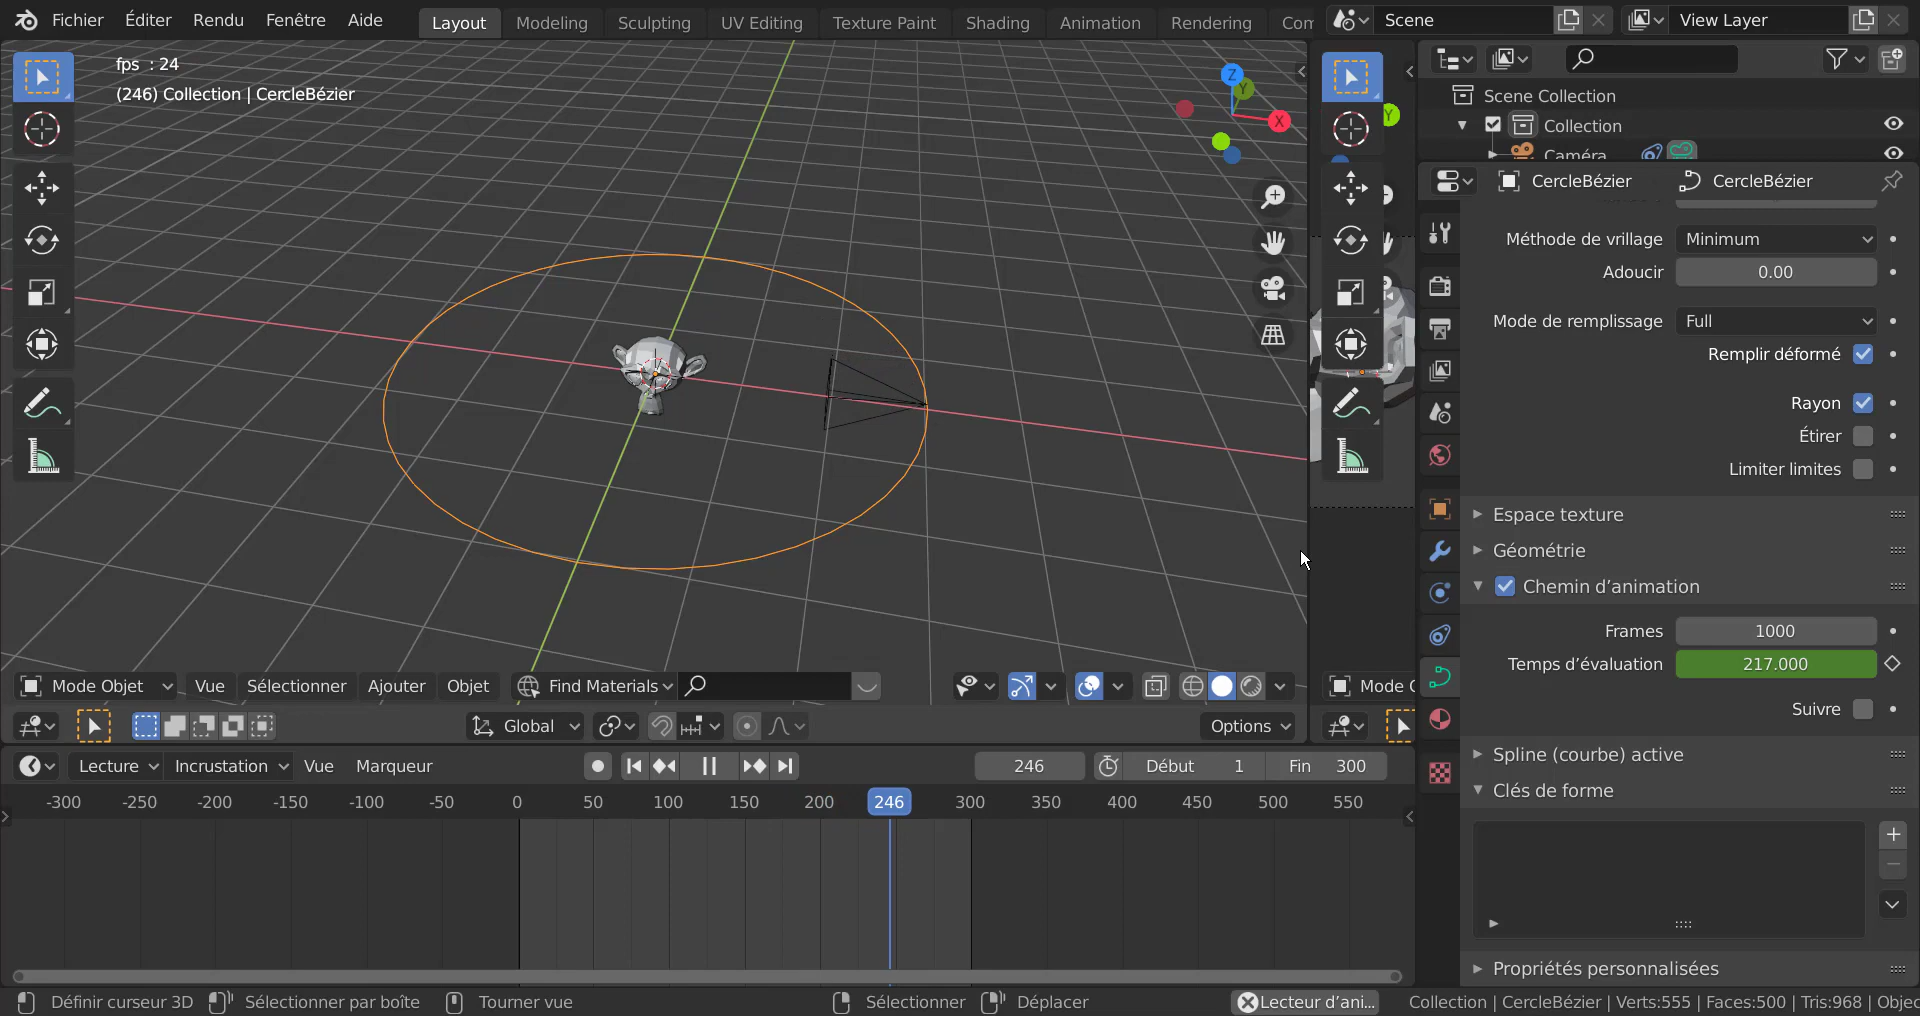 Fichier Éditer Rendu Fenêtre Aide Layout Modeling Sculpting UV Editing Texture Paint Shading Animation Rendering Com Scene View Layer
fps : 24
(246) Collection | CercleBézier
Z
Y
X
Y
Scene Collection
Collection
Caméra
CercleBézier CercleBézier
Méthode de vrillage Minimum
Adoucir 0.00
Mode de remplissage Full
Remplir déformé
Rayon
Étirer
Limiter limites
Espace texture
Géométrie
Chemin d'animation
Frames 1000
Temps d'évaluation 217.000
Suivre
Spline (courbe) active
Clés de forme
Propriétés personnalisées
Mode Objet Vue Sélectionner Ajouter Objet Find Materials Mode O
Global Options
Lecture Incrustation Vue Marqueur 246 Début 1 Fin 300
-300 -250 -200 -150 -100 -50 0 50 100 150 200 246 300 350 400 450 500 550
Définir curseur 3D Sélectionner par boîte Tourner vue Sélectionner Déplacer Lecteur d'ani... Collection | CercleBézier | Verts:555 | Faces:500 | Tris:968 | Objec